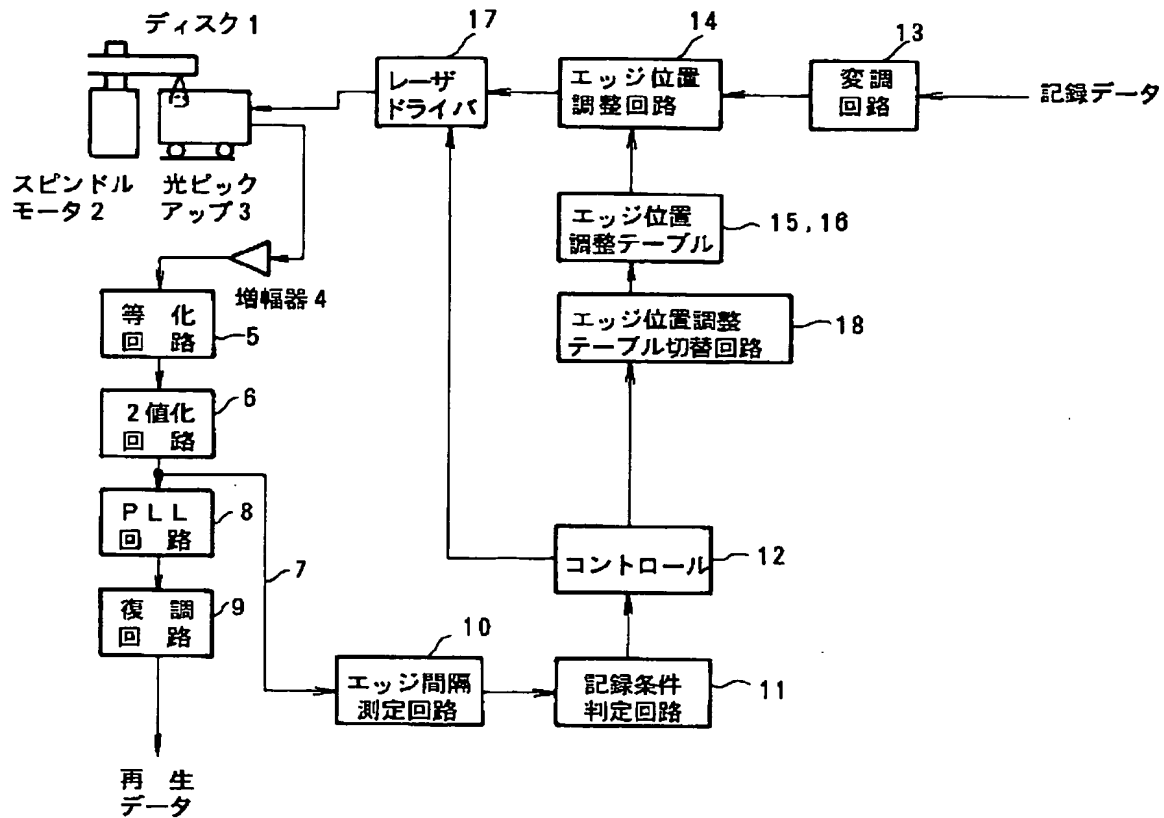 ディスク1
17
14
13
レーザ
ドライバ
エッジ位置
調整回路
変調
回路
記録データ
スピンドル
モータ2
光ピック
アップ3
エッジ位置
調整テーブル
15,16
増幅器4
等化
回路
5
エッジ位置調整
テーブル切替回路
18
2値化
回路
6
PLL
回路
8
7
コントロール
12
復調
回路
9
10
エッジ間隔
測定回路
記録条件
判定回路
11
再生
データ